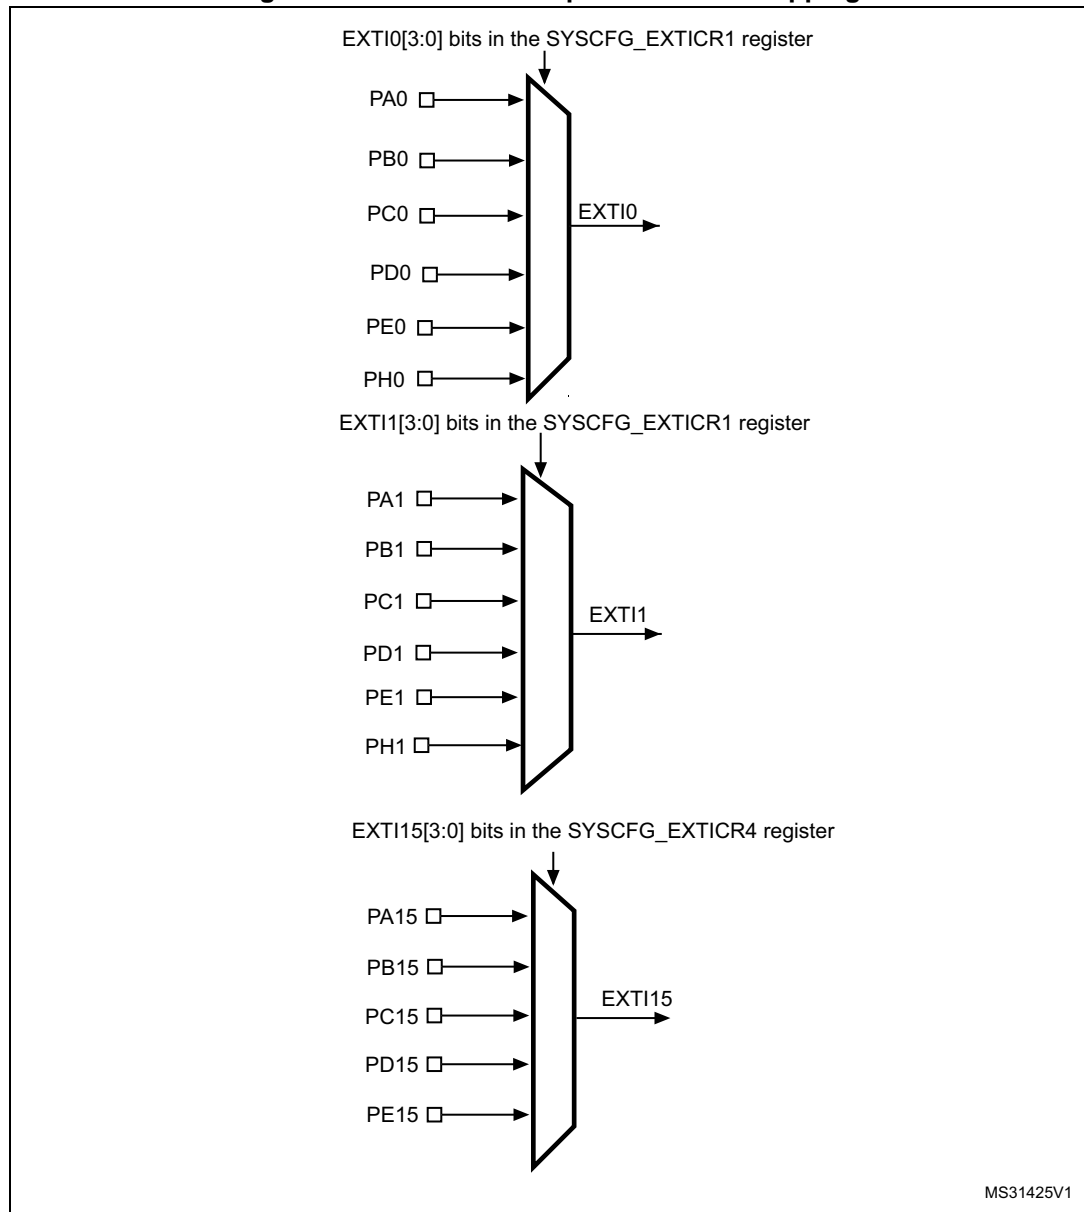 EXTI0[3:0] bits in the SYSCFG_EXTICR1 register
PA0
PB0
PC0
EXTI0
PD0
PE0
PH0
EXTI1[3:0] bits in the SYSCFG_EXTICR1 register
PA1
PB1
PC1
EXTI1
PD1
PE1
PH1
EXTI15[3:0] bits in the SYSCFG_EXTICR4 register
PA15
PB15
EXTI15
PC15
PD15
PE15
MS31425V1